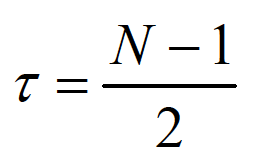 τ = (N − 1) / 2